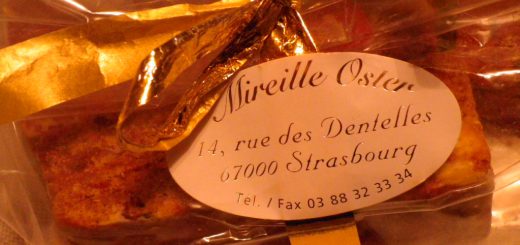 Mireille Oster
14, rue des Dentelles
67000 Strasbourg
Tel. / Fax 03 88 32 33 34